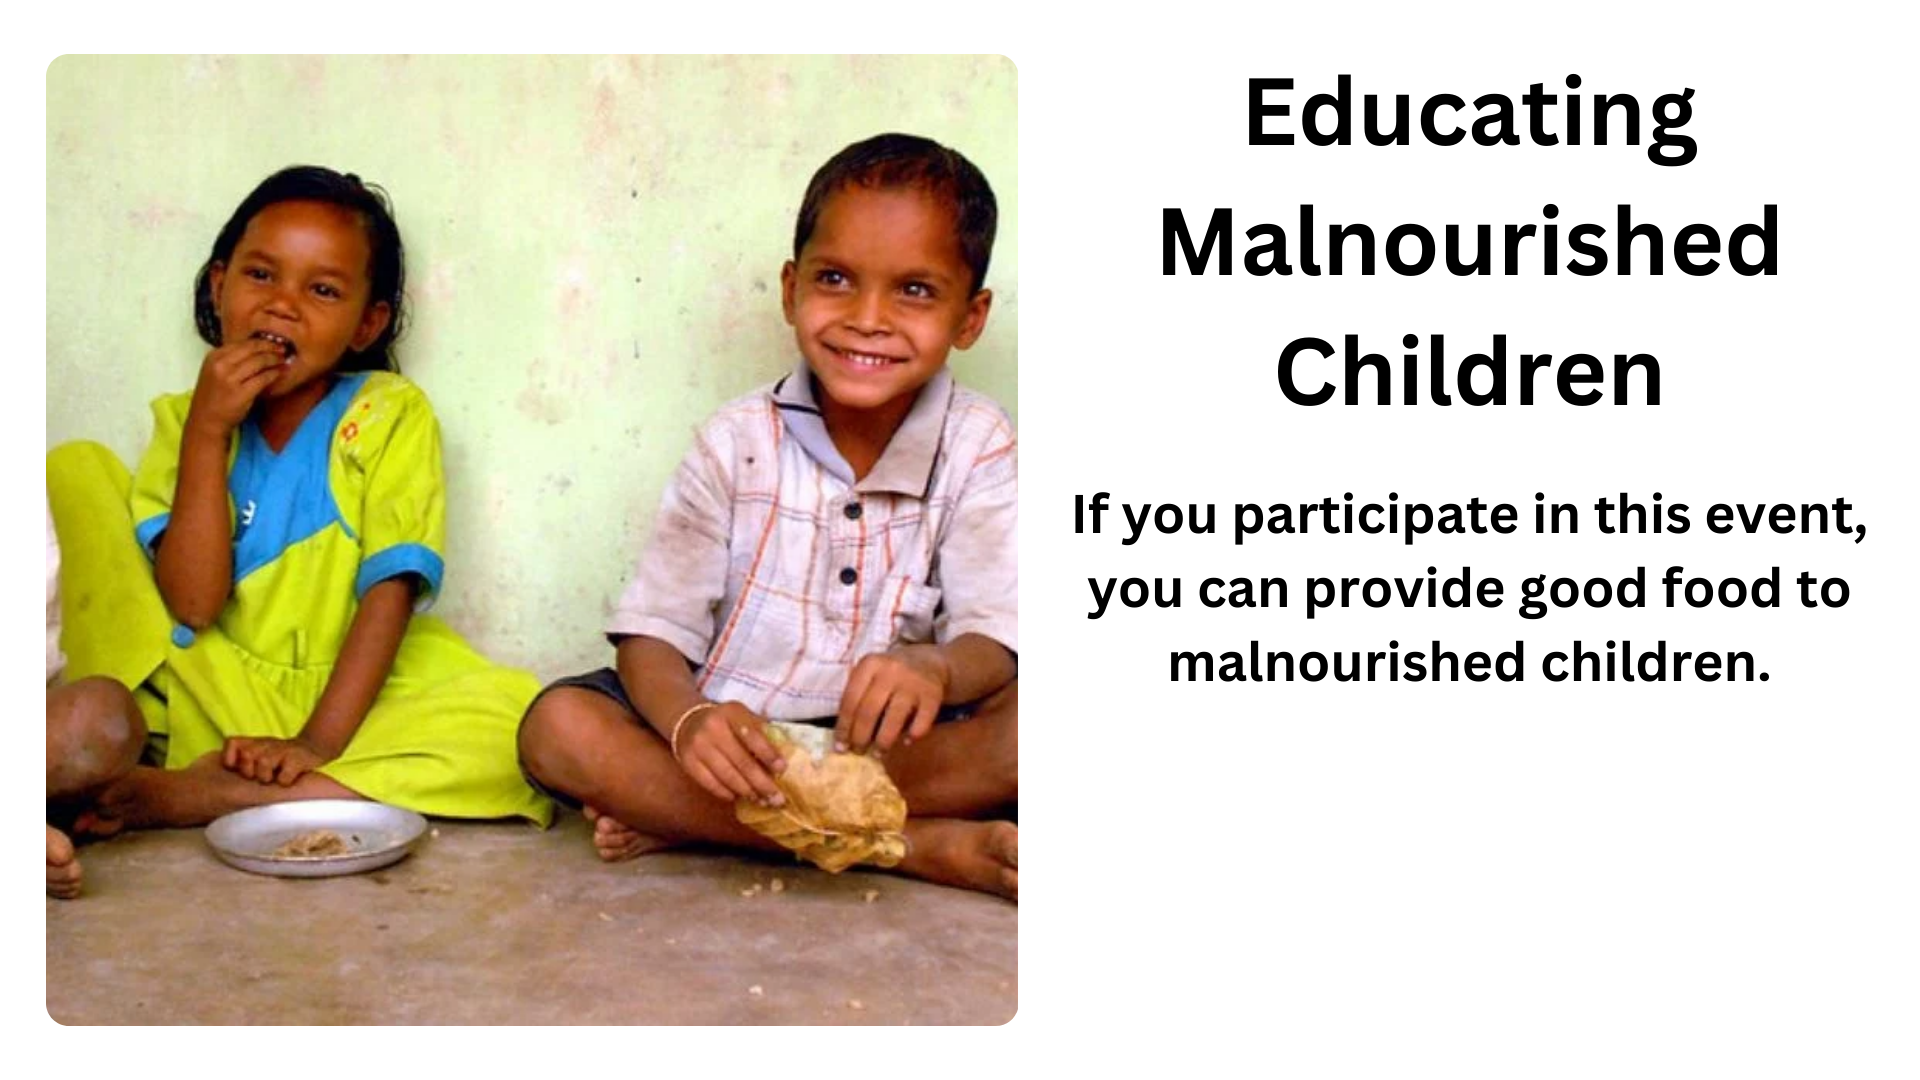 Educating
Malnourished
Children
If you participate in this event,
you can provide good food to
malnourished children.